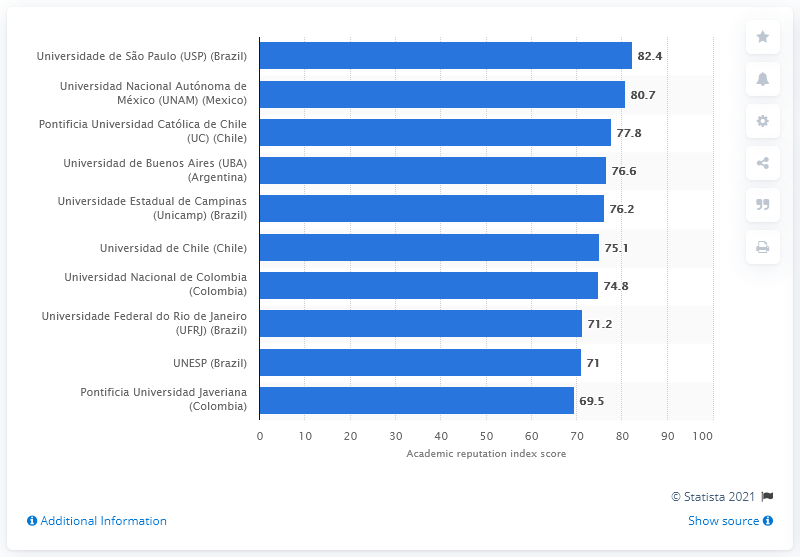 Universidade de São Paulo (USP) (Brazil)
82.4
Universidad Nacional Autónoma de
México (UNAM) (Mexico)
80.7
Pontificia Universidad Católica de Chile
(UC) (Chile)
77.8
Universidad de Buenos Aires (UBA)
(Argentina)
76.6
Universidade Estadual de Campinas
(Unicamp) (Brazil)
76.2
Universidad de Chile (Chile)
75.1
Universidad Nacional de Colombia
(Colombia)
74.8
Universidade Federal do Rio de Janeiro
(UFRJ) (Brazil)
71.2
UNESP (Brazil)
71
Pontificia Universidad Javeriana
(Colombia)
69.5
0 10 20 30 40 50 60 70 80 90 100
Academic reputation index score
© Statista 2021
Additional Information
Show source